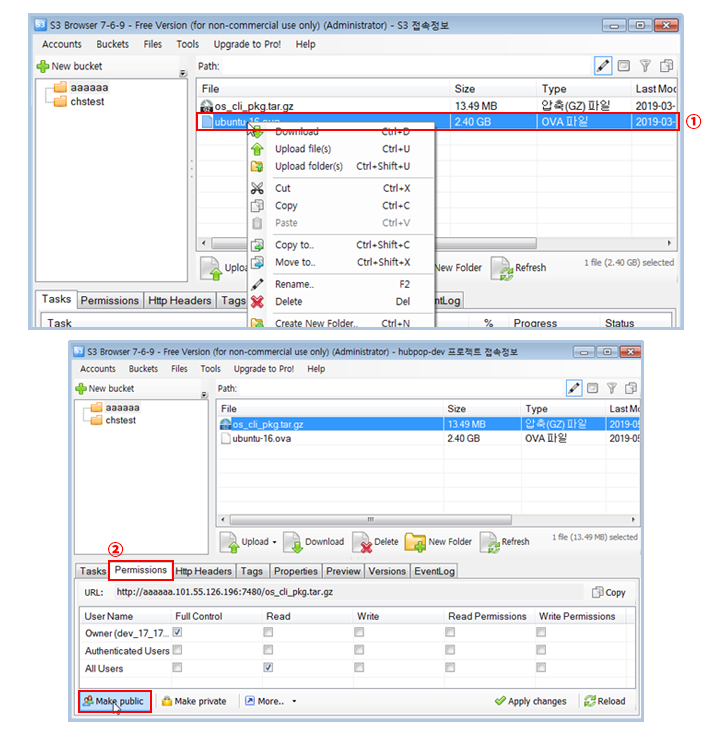 S3 Browser 7-6-9 - Free Version (for non-commercial use only) (Administrator) - S3 접속정보
Accounts Buckets Files Tools Upgrade to Pro! Help
New bucket Path:
aaaaaa
chstest
File Size Type Last Moc
os_cli_pkg.tar.gz 13.49 MB 압축(GZ) 파일 2019-03-
ubuntu-16.ova 2.40 GB OVA 파일 2019-03-
①
Download Ctrl+D
Upload file(s) Ctrl+U
Upload folder(s) Ctrl+Shift+U
Cut Ctrl+X
Copy Ctrl+C
Paste Ctrl+V
Copy to.. Ctrl+Shift+C
Move to.. Ctrl+Shift+X
Rename.. F2
Delete Del
Create New Folder.. Ctrl+N
Uploa New Folder Refresh 1 file (2.40 GB) selected
Tasks Permissions Http Headers Tags ntLog
Task % Progress Status
S3 Browser 7-6-9 - Free Version (for non-commercial use only) (Administrator) - hubpop-dev 프로젝트 접속정보
Accounts Buckets Files Tools Upgrade to Pro! Help
New bucket Path:
aaaaaa
chstest
File Size Type Last Mo
os_cli_pkg.tar.gz 13.49 MB 압축(GZ) 파일 2019-05
ubuntu-16.ova 2.40 GB OVA 파일 2019-05
Upload Download Delete New Folder Refresh 1 file (13.49 MB) selected
②
Tasks Permissions Http Headers Tags Properties Preview Versions EventLog
URL: http://aaaaaa.101.55.126.196:7480/os_cli_pkg.tar.gz Copy
User Name Full Control Read Write Read Permissions Write Permissions
Owner (dev_17_17...
Authenticated Users
All Users
Make public Make private More.. Apply changes Reload